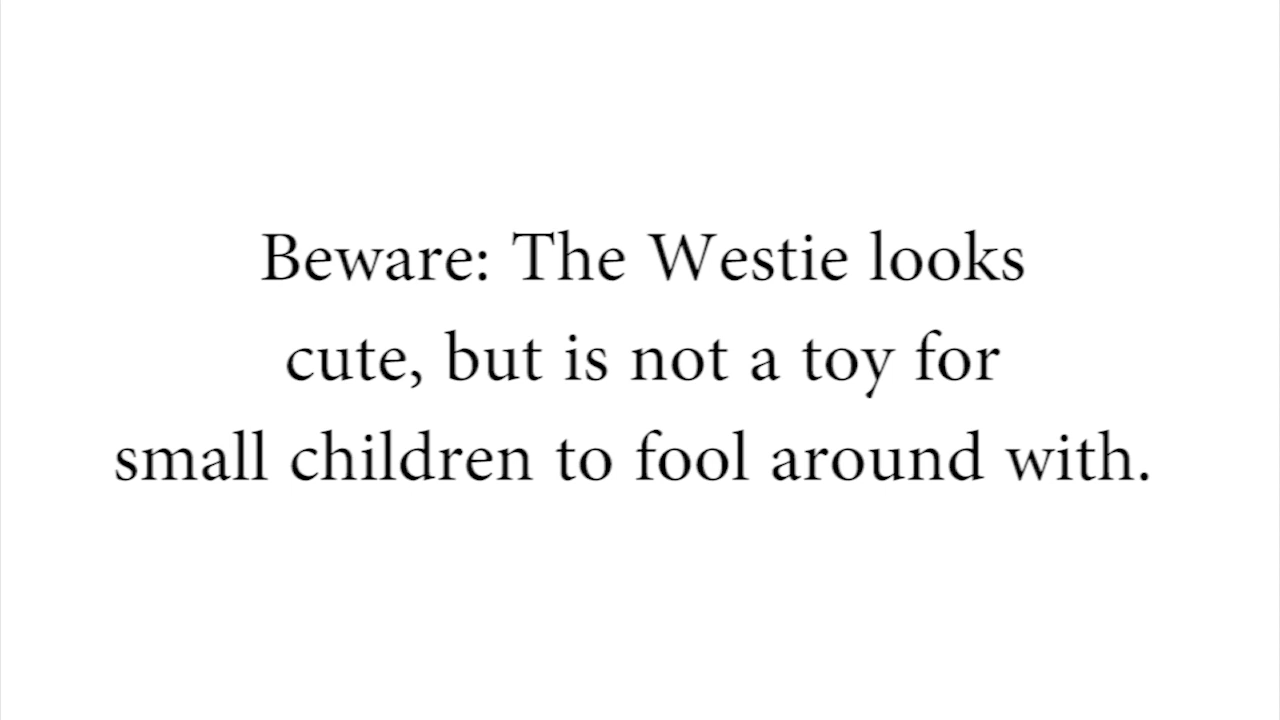 Beware: The Westie looks
cute, but is not a toy for
small children to fool around with.